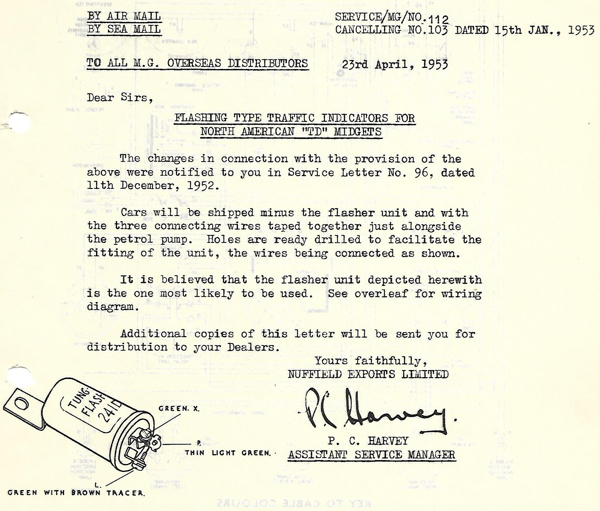 BY AIR MAIL
BY SEA MAIL
SERVICE/MG/NO.112
CANCELLING NO.103 DATED 15th JAN., 1953
TO ALL M.G. OVERSEAS DISTRIBUTORS
23rd April, 1953
Dear Sirs,
FLASHING TYPE TRAFFIC INDICATORS FOR
NORTH AMERICAN "TD" MIDGETS
The changes in connection with the provision of the
above were notified to you in Service Letter No. 96, dated
11th December, 1952.
Cars will be shipped minus the flasher unit and with
the three connecting wires taped together just alongside
the petrol pump. Holes are ready drilled to facilitate the
fitting of the unit, the wires being connected as shown.
It is believed that the flasher unit depicted herewith
is the one most likely to be used. See overleaf for wiring
diagram.
Additional copies of this letter will be sent you for
distribution to your Dealers.
Yours faithfully,
NUFFIELD EXPORTS LIMITED
P C Harvey.
P. C. HARVEY
ASSISTANT SERVICE MANAGER
TUNG-
FLASH
241D
GREEN. X.
P.
THIN LIGHT GREEN.
L.
GREEN WITH BROWN TRACER.
KEY TO CABLE COLOURS